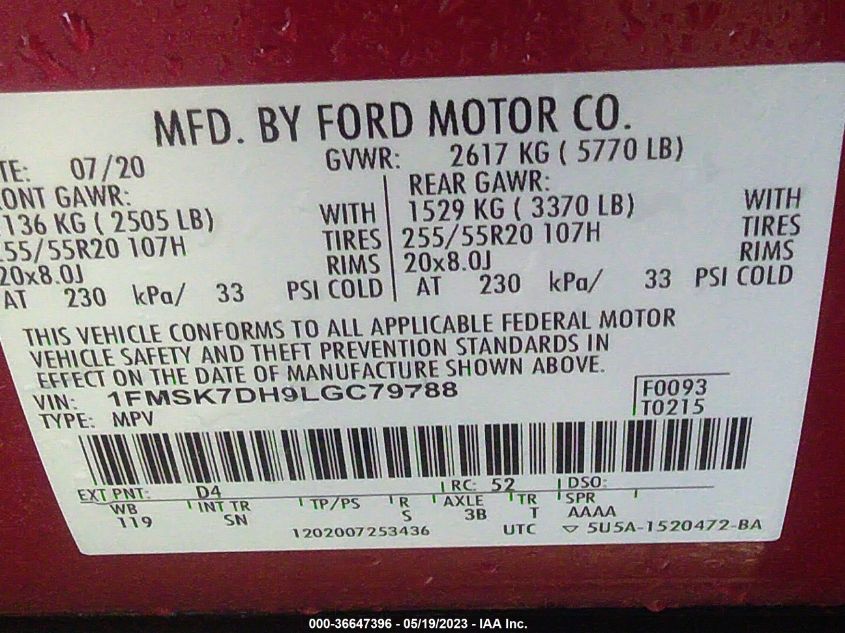 MFD. BY FORD MOTOR CO.
TE: 07/20 GVWR: 2617 KG ( 5770 LB)
ONT GAWR: REAR GAWR:
136 KG ( 2505 LB) WITH 1529 KG ( 3370 LB) WITH
255/55R20 107H TIRES 255/55R20 107H TIRES
20x8.0J RIMS 20x8.0J RIMS
AT 230 kPa/ 33 PSI COLD AT 230 kPa/ 33 PSI COLD
THIS VEHICLE CONFORMS TO ALL APPLICABLE FEDERAL MOTOR
VEHICLE SAFETY AND THEFT PREVENTION STANDARDS IN
EFFECT ON THE DATE OF MANUFACTURE SHOWN ABOVE.
VIN: 1FMSK7DH9LGC79788 F0093
TYPE: MPV T0215
EXT PNT: D4 RC: 52 DSO:
WB INT TR TP/PS R AXLE TR SPR
119 SN S 3B T AAAA
1202007253436 UTC ▽ 5U5A-1520472-BA
000-36647396 - 05/19/2023 - IAA Inc.